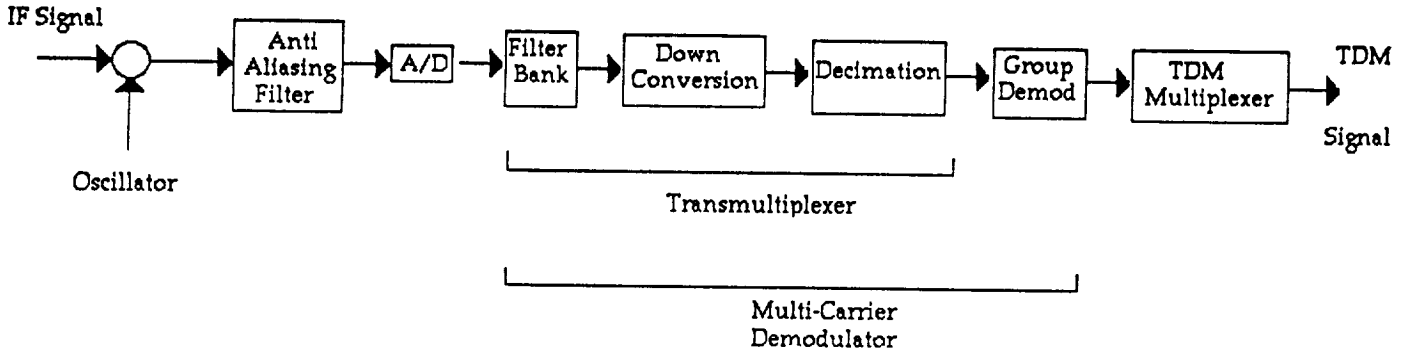 IF Signal
Anti
Aliasing
Filter
A/D
Filter
Bank
Down
Conversion
Decimation
Group
Demod
TDM
Multiplexer
TDM
Signal
Oscillator
Transmultiplexer
Multi-Carrier
Demodulator